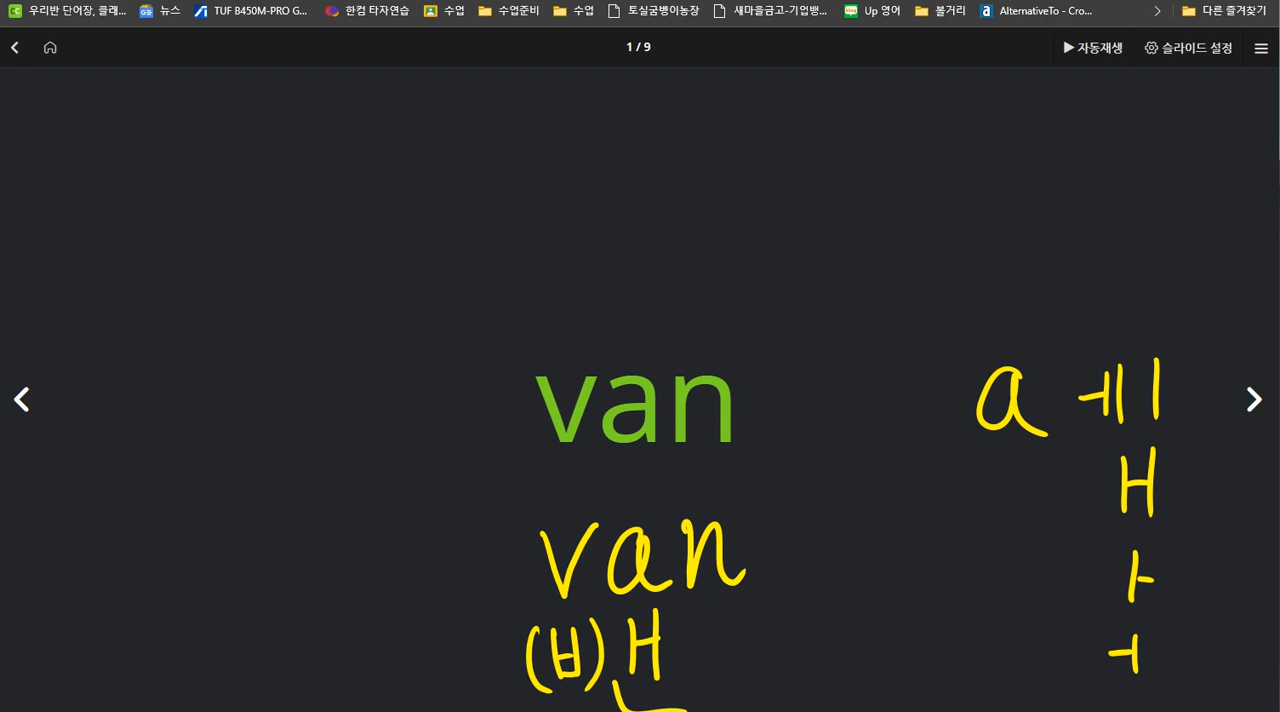 우리반 단어장, 클래... 뉴스 TUF B450M-PRO G... 한컴 타자연습 수업 수업준비 수업 토실굼벵이농장 새마을금고-기업뱅... Up 영어 볼거리 AlternativeTo - Cro... 다른 즐겨찾기
1 / 9 자동재생 슬라이드 설정
van
a ㅔㅣ
ㅐ
ㅏ
ㅓ
van
(ㅂ)ㅐ
ㄴ